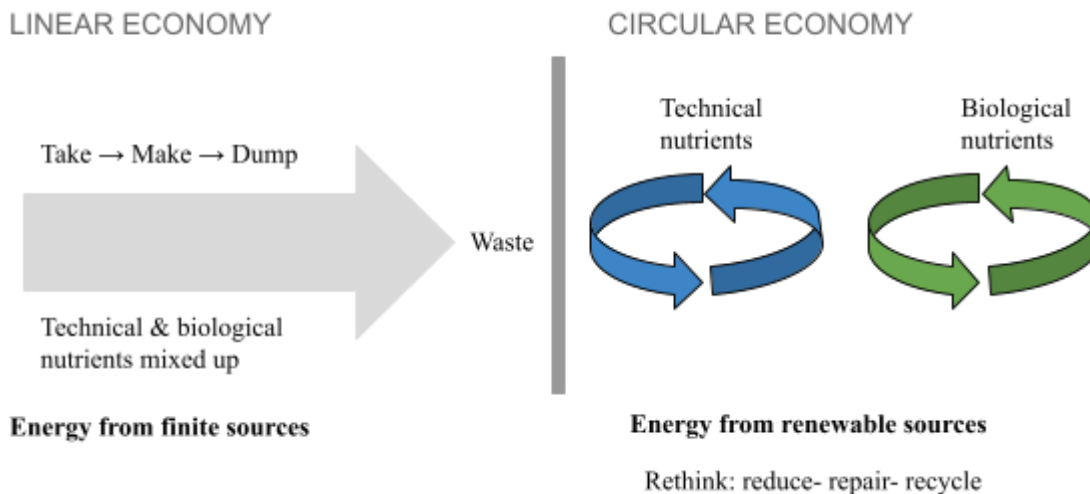 LINEAR ECONOMY
Take → Make → Dump
Waste
Technical & biological
nutrients mixed up
Energy from finite sources
CIRCULAR ECONOMY
Technical
nutrients
Biological
nutrients
Energy from renewable sources
Rethink: reduce- repair- recycle